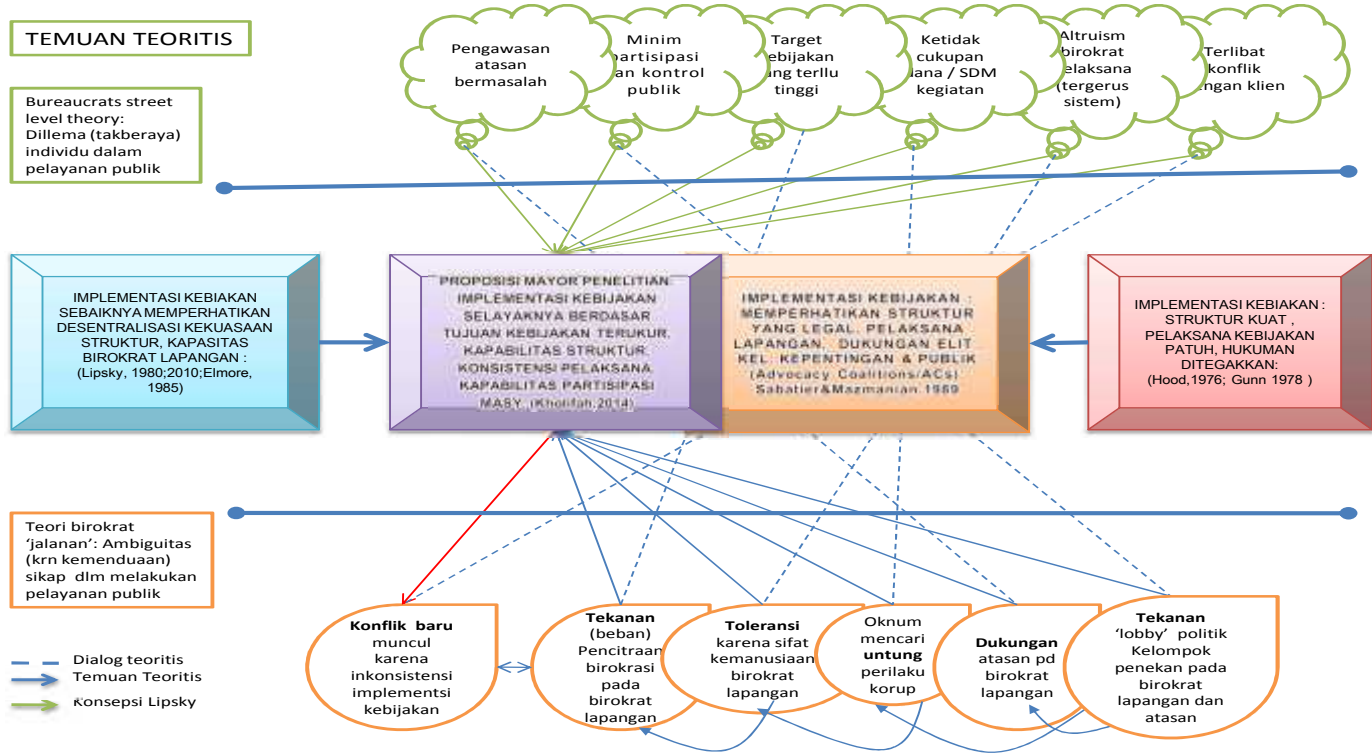 TEMUAN TEORITIS
Pengawasan
atasan
bermasalah
Minim
partisipasi
kontrol
publik
Target
terllu
tinggi
Ketidak
cukupan
/ SDM
kegiatan
Altruism
birokrat
(tergerus
sistem)
Terlibat
konflik
klien
Bureaucrats street
level theory:
Dillema (takberaya)
individu dalam
pelayanan publik
IMPLEMENTASI KEBIAKAN
SEBAIKNYA MEMPERHATIKAN
DESENTRALISASI KEKUASAAN
STRUKTUR, KAPASITAS
BIROKRAT LAPANGAN :
(Lipsky, 1980;2010;Elmore,
1985)
PROPOSISI MAYOR PENELITIAN:
IMPLEMENTASI KEBIJAKAN
SELAYAKNYA BERDASAR
TUJUAN KEBIJAKAN TERUKUR,
KAPABILITAS STRUKTUR,
KONSISTENSI PELAKSANA,
KAPABILITAS PARTISIPASI
MASY. (Kholifah,2014)
IMPLEMENTASI KEBIJAKAN :
MEMPERHATIKAN STRUKTUR
YANG LEGAL, PELAKSANA
LAPANGAN, DUKUNGAN ELIT,
KEL. KEPENTINGAN & PUBLIK
(Advocacy Coalitions/ACs)
Sabatier&Mazmanian,1989
IMPLEMENTASI KEBIAKAN :
STRUKTUR KUAT ,
PELAKSANA KEBIJAKAN
PATUH, HUKUMAN
DITEGAKKAN:
(Hood,1976; Gunn 1978 )
Teori birokrat
'jalanan': Ambiguitas
(krn kemenduaan)
sikap dlm melakukan
pelayanan publik
Konflik baru
muncul
karena
inkonsistensi
implementsi
kebijakan
Tekanan
(beban)
Pencitraan
birokrasi
pada
birokrat
lapangan
Toleransi
karena sifat
kemanusiaan
birokrat
lapangan
Oknum
mencari
untung
perilaku
korup
Dukungan
atasan pd
birokrat
lapangan
Tekanan
'lobby' politik
Kelompok
penekan pada
birokrat
lapangan dan
atasan
Dialog teoritis
Temuan Teoritis
Konsepsi Lipsky